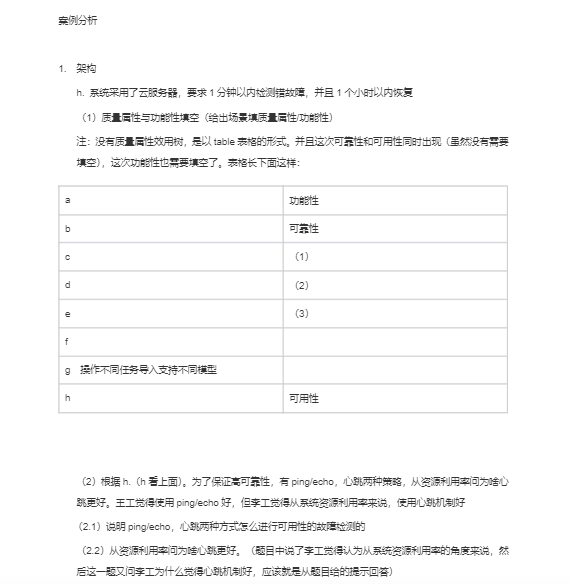 案例分析
1. 架构
h. 系统采用了云服务器，要求 1 分钟以内检测错故障，并且 1 个小时以内恢复
（1）质量属性与功能性填空（给出场景填质量属性/功能性）
注：没有质量属性效用树，是以 table 表格的形式。并且这次可靠性和可用性同时出现（虽然没有需要
填空），这次功能性也需要填空了。表格长下面这样：
a 功能性
b 可靠性
c （1）
d （2）
e （3）
f
g 操作不同任务导入支持不同模型
h 可用性
（2）根据 h.（h 看上面）。为了保证高可靠性，有 ping/echo，心跳两种策略，从资源利用率问为啥心
跳更好。王工觉得使用 ping/echo 好，但李工觉得从系统资源利用率来说，使用心跳机制好
（2.1）说明 ping/echo，心跳两种方式怎么进行可用性的故障检测的
（2.2）从资源利用率问为啥心跳更好。（题目中说了李工觉得认为从系统资源利用率的角度来说，然
后这一题又问李工为什么觉得心跳机制好，应该就是从题目给的提示回答）